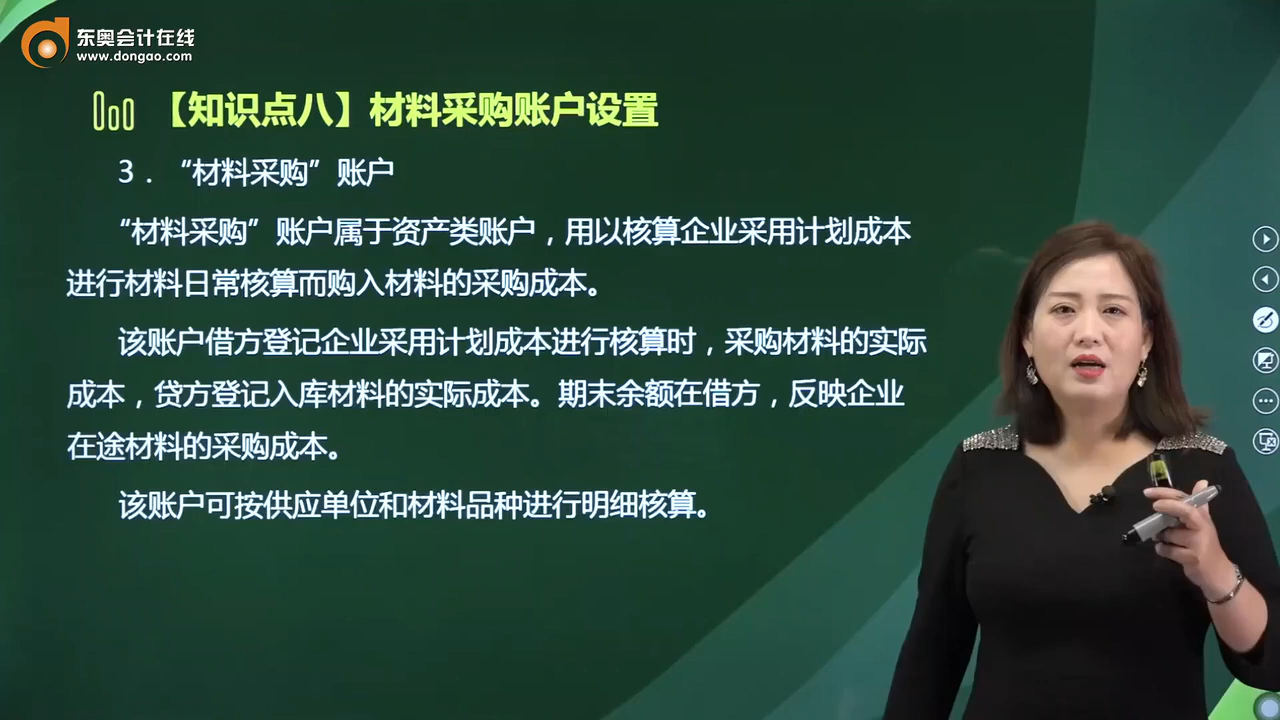 东奥会计在线
www.dongao.com
【知识点八】材料采购账户设置
3．“材料采购”账户
“材料采购”账户属于资产类账户，用以核算企业采用计划成本
进行材料日常核算而购入材料的采购成本。
该账户借方登记企业采用计划成本进行核算时，采购材料的实际
成本，贷方登记入库材料的实际成本。期末余额在借方，反映企业
在途材料的采购成本。
该账户可按供应单位和材料品种进行明细核算。